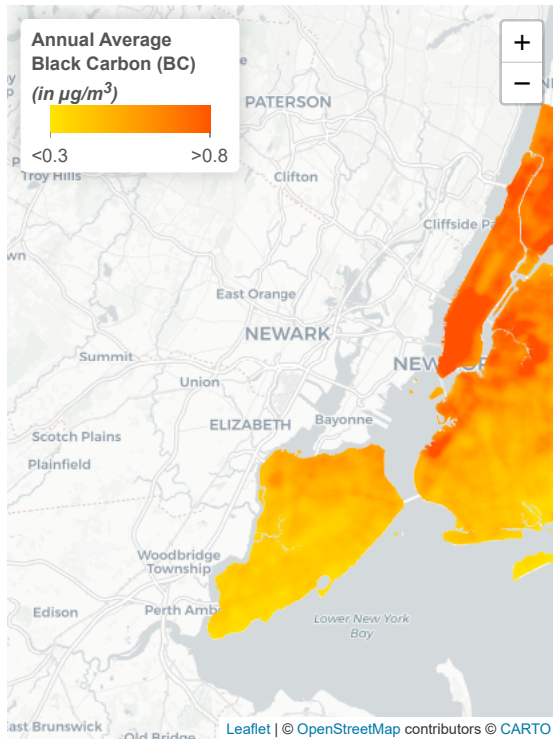 Annual Average
Black Carbon (BC)
(in µg/m³)
<0.3
>0.8
+
−
PATERSON
Troy Hills
Clifton
Cliffside
East Orange
NEWARK
NEW
Summit
Union
ELIZABETH
Bayonne
Scotch Plains
Plainfield
Woodbridge
Township
Edison
Perth Amb
Lower New York
Bay
East Brunswick
Old Bridge
Leaflet | © OpenStreetMap contributors © CARTO